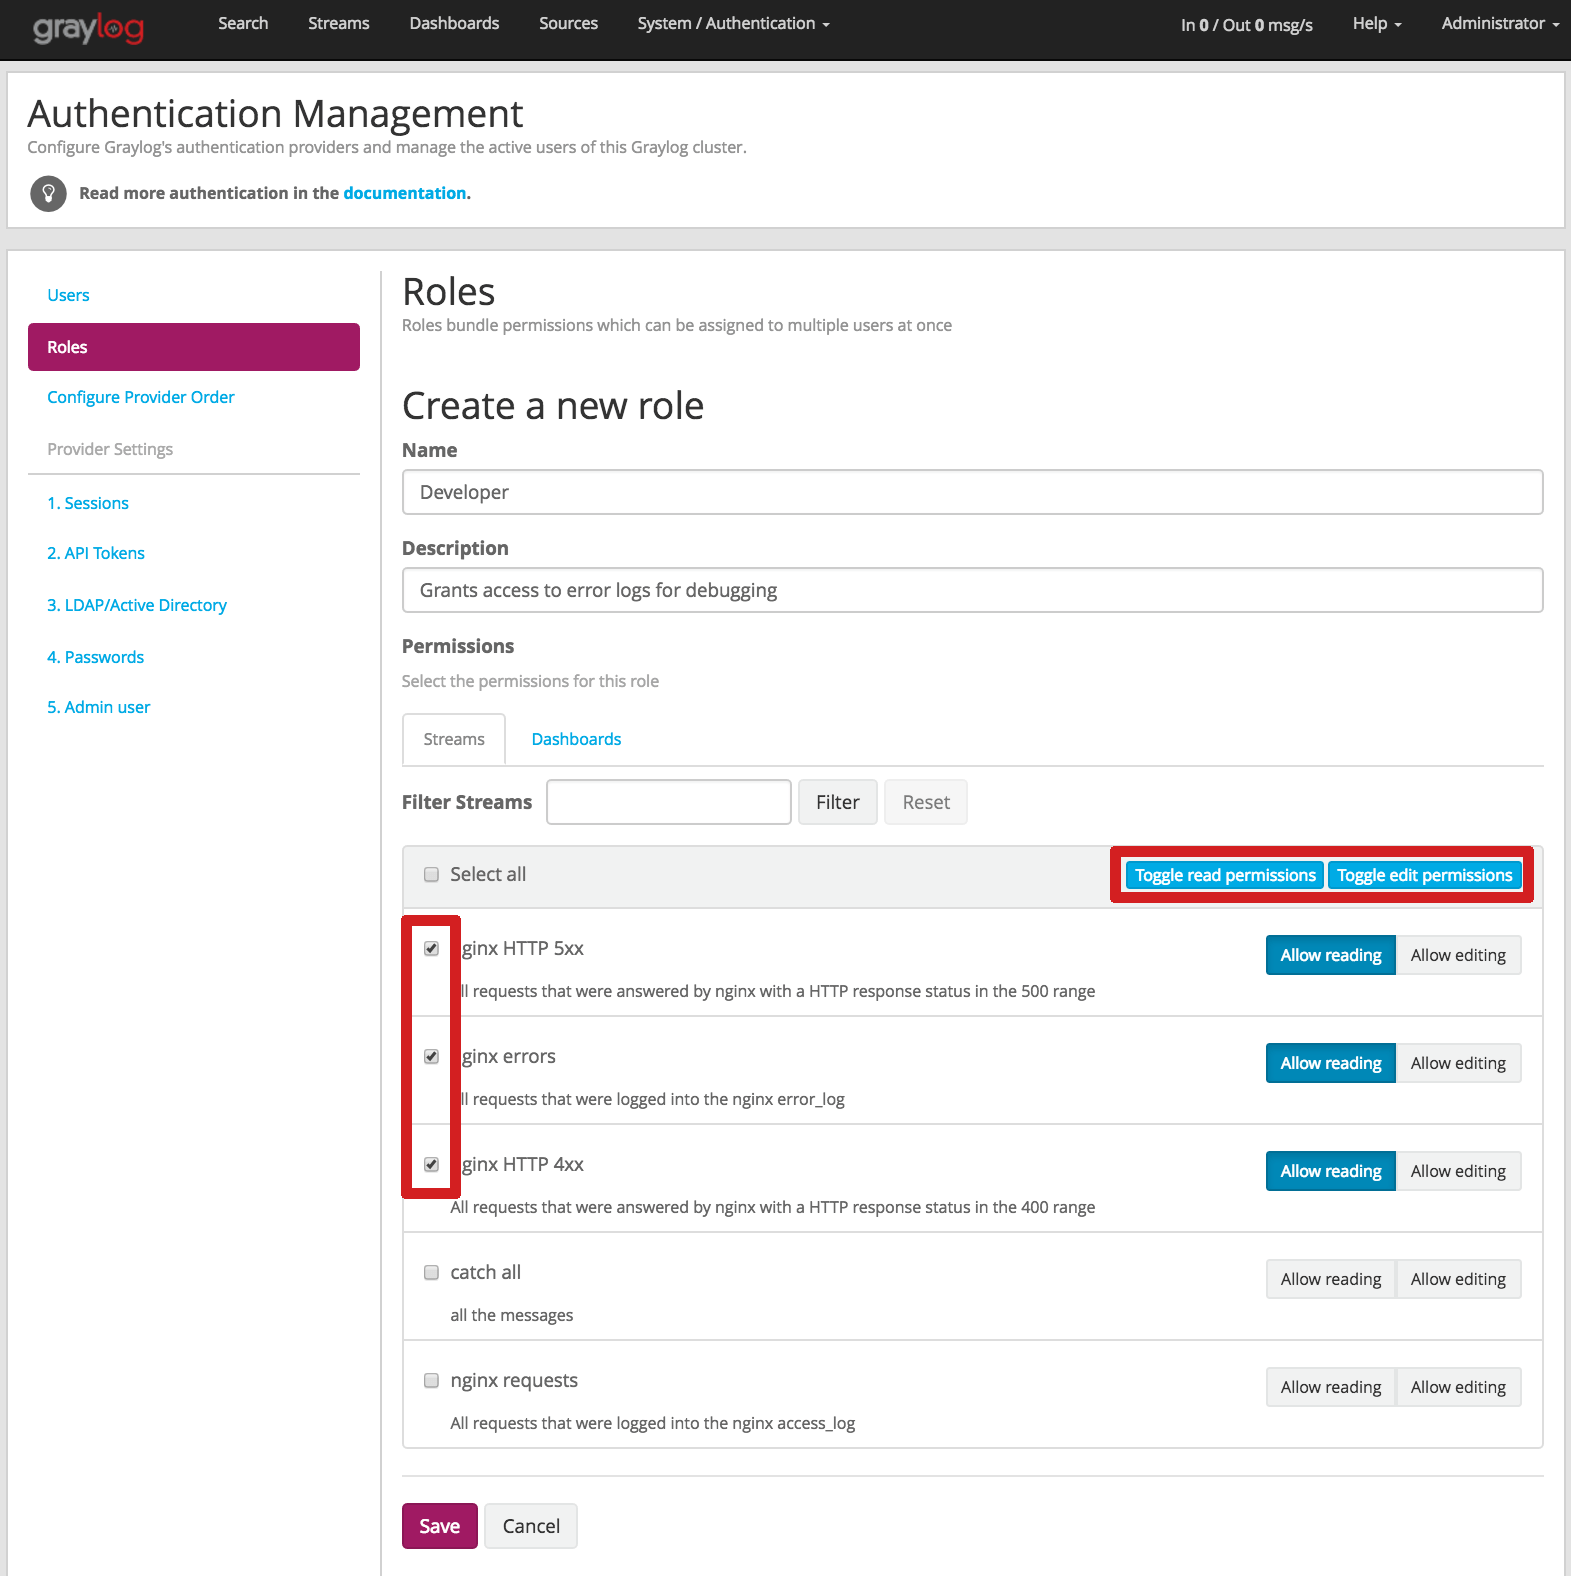 graylog Search Streams Dashboards Sources System / Authentication In 0 / Out 0 msg/s Help Administrator
Authentication Management
Configure Graylog's authentication providers and manage the active users of this Graylog cluster.
Read more authentication in the documentation.
Users
Roles
Configure Provider Order
Provider Settings
1. Sessions
2. API Tokens
3. LDAP/Active Directory
4. Passwords
5. Admin user
Roles
Roles bundle permissions which can be assigned to multiple users at once
Create a new role
Name
Developer
Description
Grants access to error logs for debugging
Permissions
Select the permissions for this role
Streams Dashboards
Filter Streams Filter Reset
Select all Toggle read permissions Toggle edit permissions
ginx HTTP 5xx Allow reading Allow editing
ll requests that were answered by nginx with a HTTP response status in the 500 range
ginx errors Allow reading Allow editing
ll requests that were logged into the nginx error_log
ginx HTTP 4xx Allow reading Allow editing
All requests that were answered by nginx with a HTTP response status in the 400 range
catch all Allow reading Allow editing
all the messages
nginx requests Allow reading Allow editing
All requests that were logged into the nginx access_log
Save Cancel